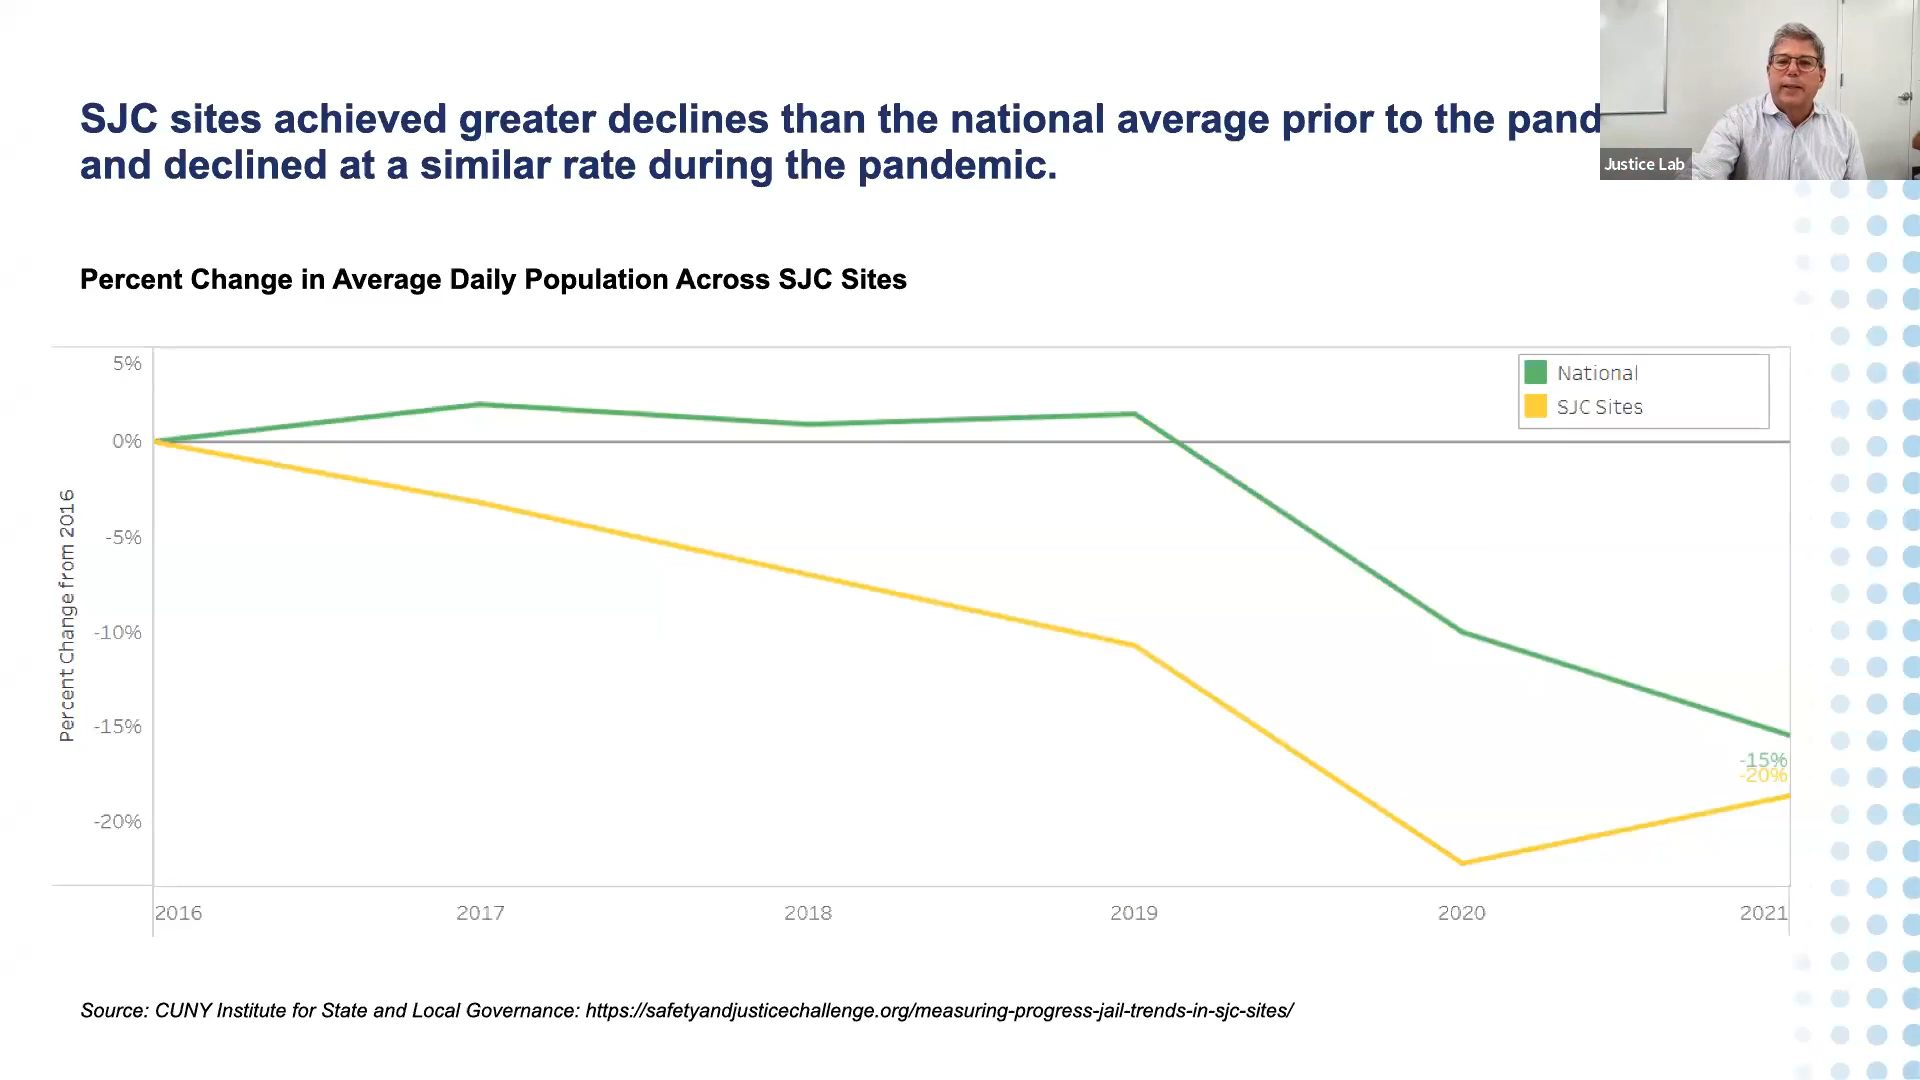 SJC sites achieved greater declines than the national average prior to the pand
and declined at a similar rate during the pandemic.
Justice Lab
Percent Change in Average Daily Population Across SJC Sites
5%
0%
-5%
-10%
-15%
-20%
Percent Change from 2016
National
SJC Sites
-15%
-20%
2016 2017 2018 2019 2020 2021
Source: CUNY Institute for State and Local Governance: https://safetyandjusticechallenge.org/measuring-progress-jail-trends-in-sjc-sites/